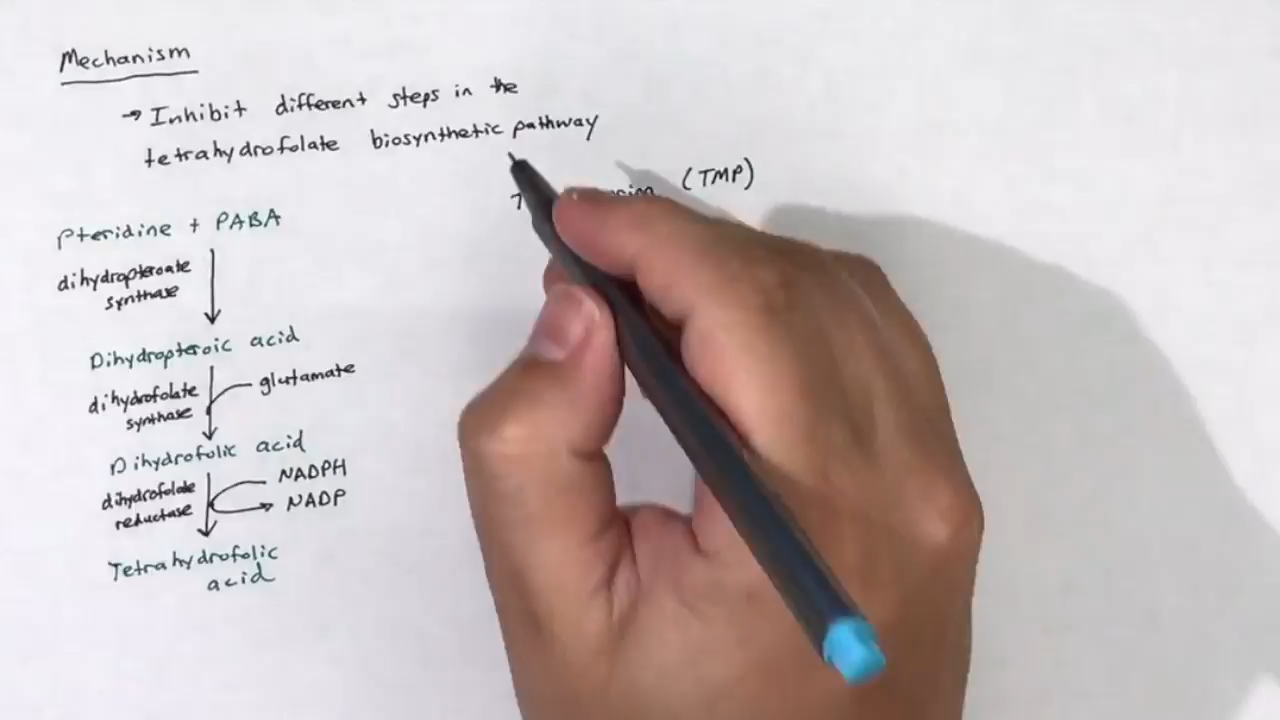 Mechanism
→ Inhibit different steps in the
tetrahydrofolate biosynthetic pathway
(TMP)
Pteridine + PABA
dihydropteroate
synthase
Dihydropteroic acid
dihydrofolate
synthase
glutamate
Dihydrofolic acid
dihydrofolate
reductase
NADPH
NADP
Tetrahydrofolic
acid